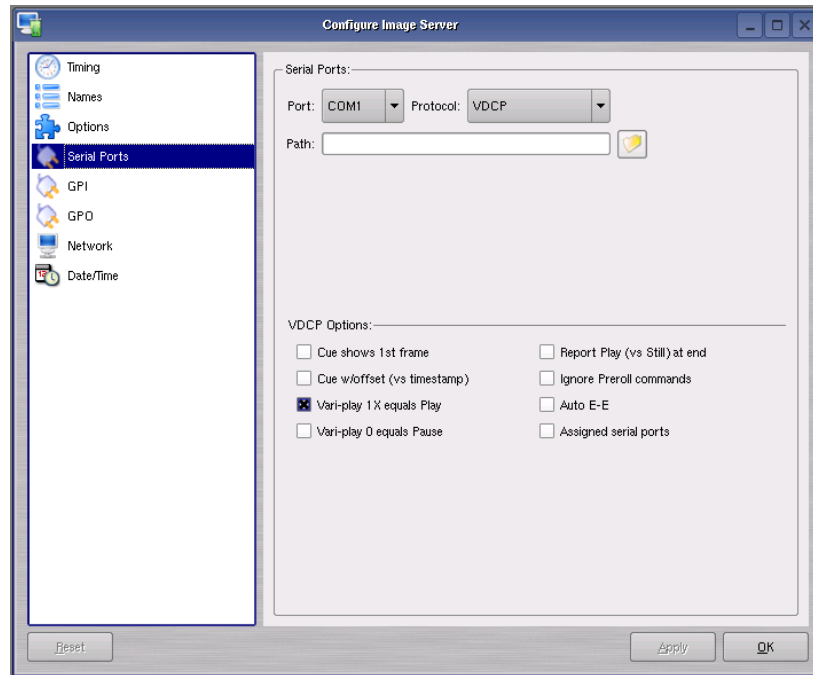 Configure Image Server
Timing
Names
Options
Serial Ports
GPI
GPO
Network
Date/Time
Serial Ports:
Port: COM1 Protocol: VDCP
Path:
VDCP Options:
Cue shows 1st frame
Report Play (vs Still) at end
Cue w/offset (vs timestamp)
Ignore Preroll commands
Vari-play 1X equals Play
Auto E-E
Vari-play 0 equals Pause
Assigned serial ports
Reset
Apply
OK